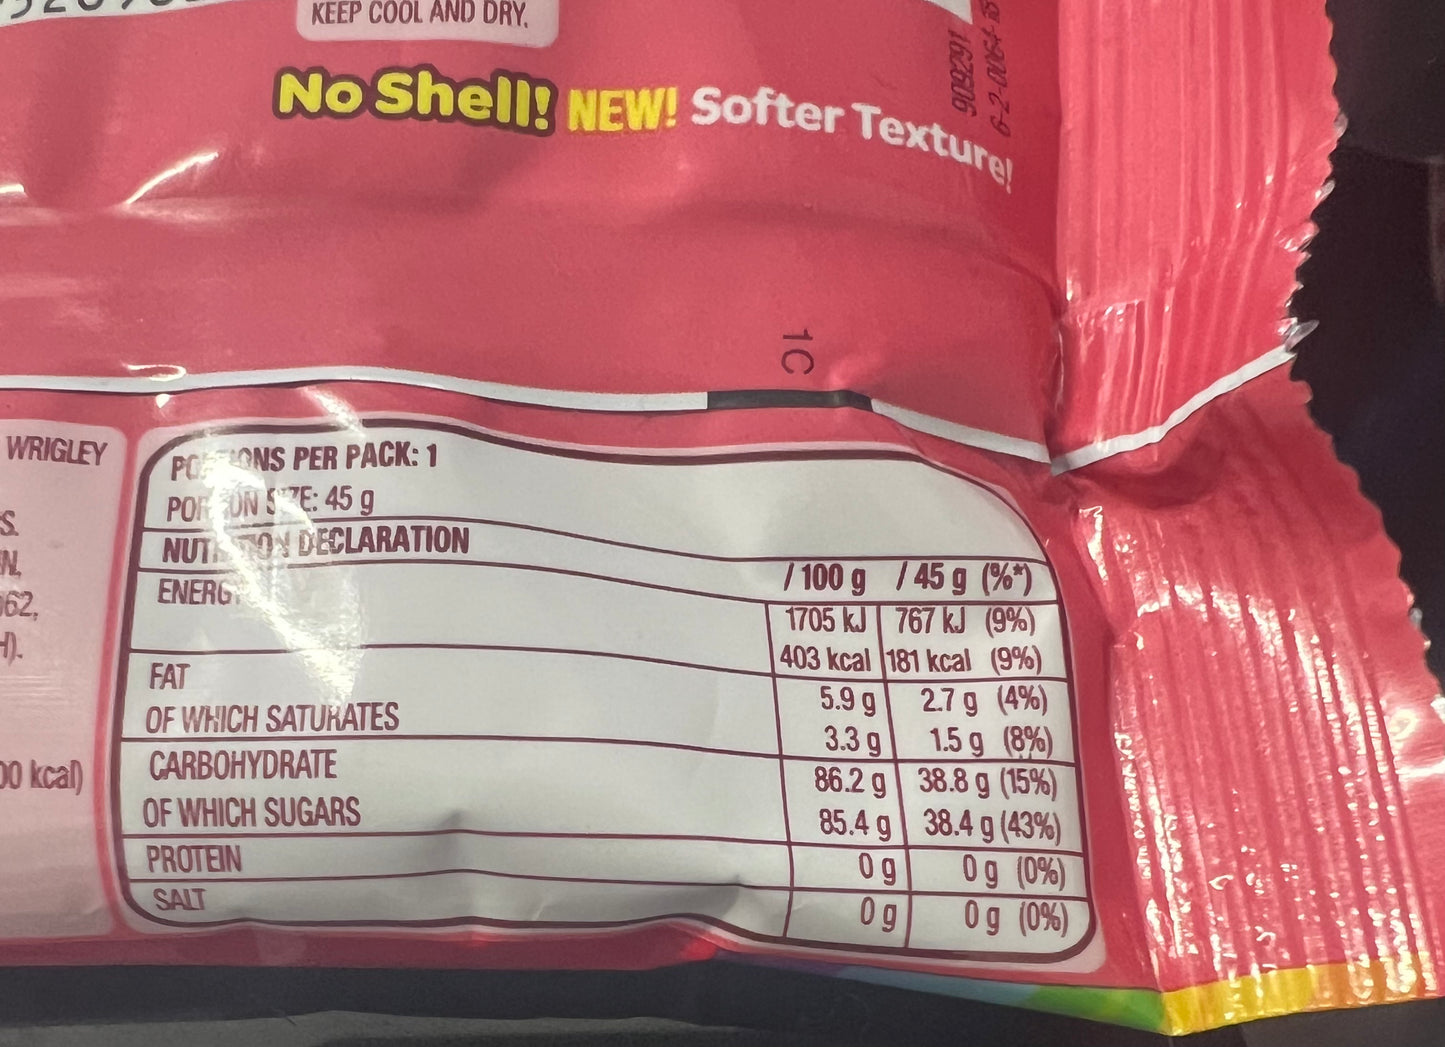 KEEP COOL AND DRY.
No Shell! NEW! Softer Texture!
909291
1C
WRIGLEY
00 kcal)
PORTIONS PER PACK: 1
PORTION SIZE: 45 g
NUTRITION DECLARATION
/ 100 g / 45 g (%*)
ENERGY 1705 kJ 767 kJ (9%)
403 kcal 181 kcal (9%)
FAT 5.9 g 2.7 g (4%)
OF WHICH SATURATES 3.3 g 1.5 g (8%)
CARBOHYDRATE 86.2 g 38.8 g (15%)
OF WHICH SUGARS 85.4 g 38.4 g (43%)
PROTEIN 0 g 0 g (0%)
SALT 0 g 0 g (0%)